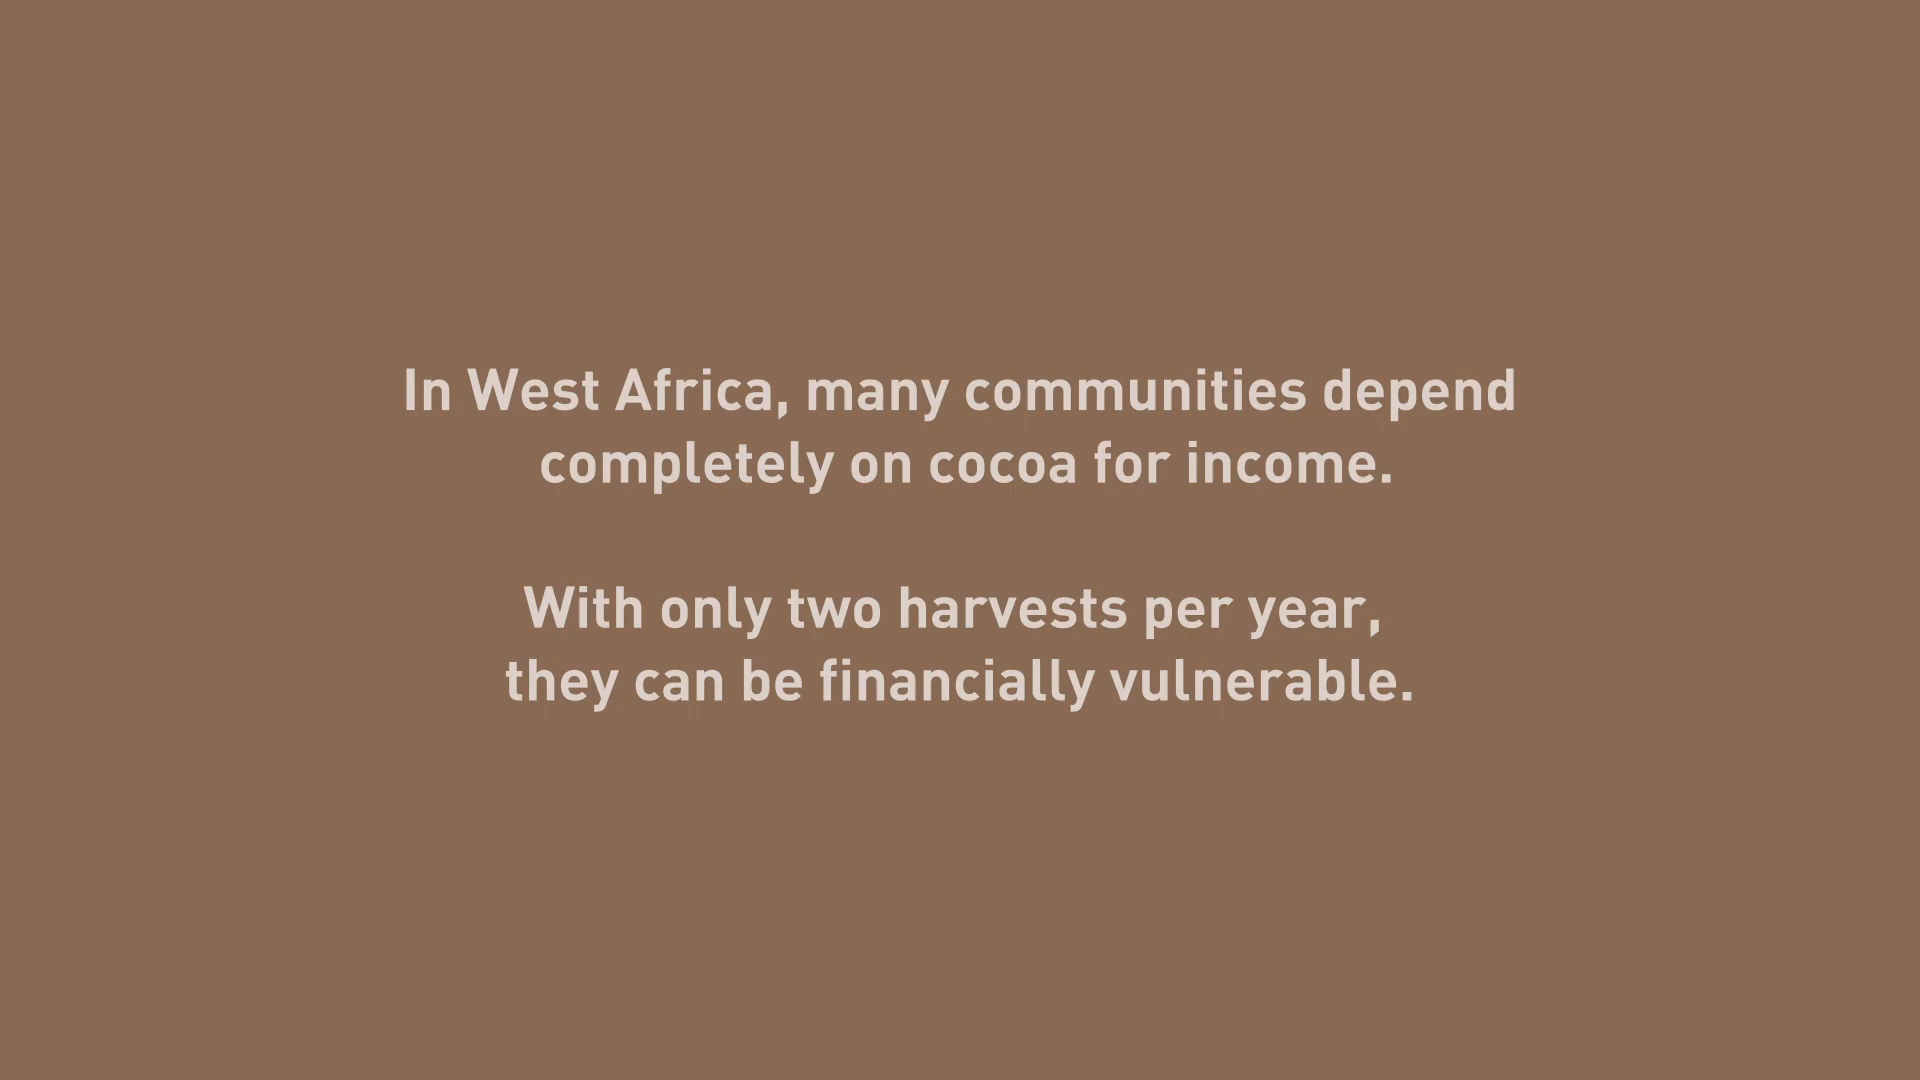 In West Africa, many communities depend
completely on cocoa for income.
With only two harvests per year,
they can be financially vulnerable.